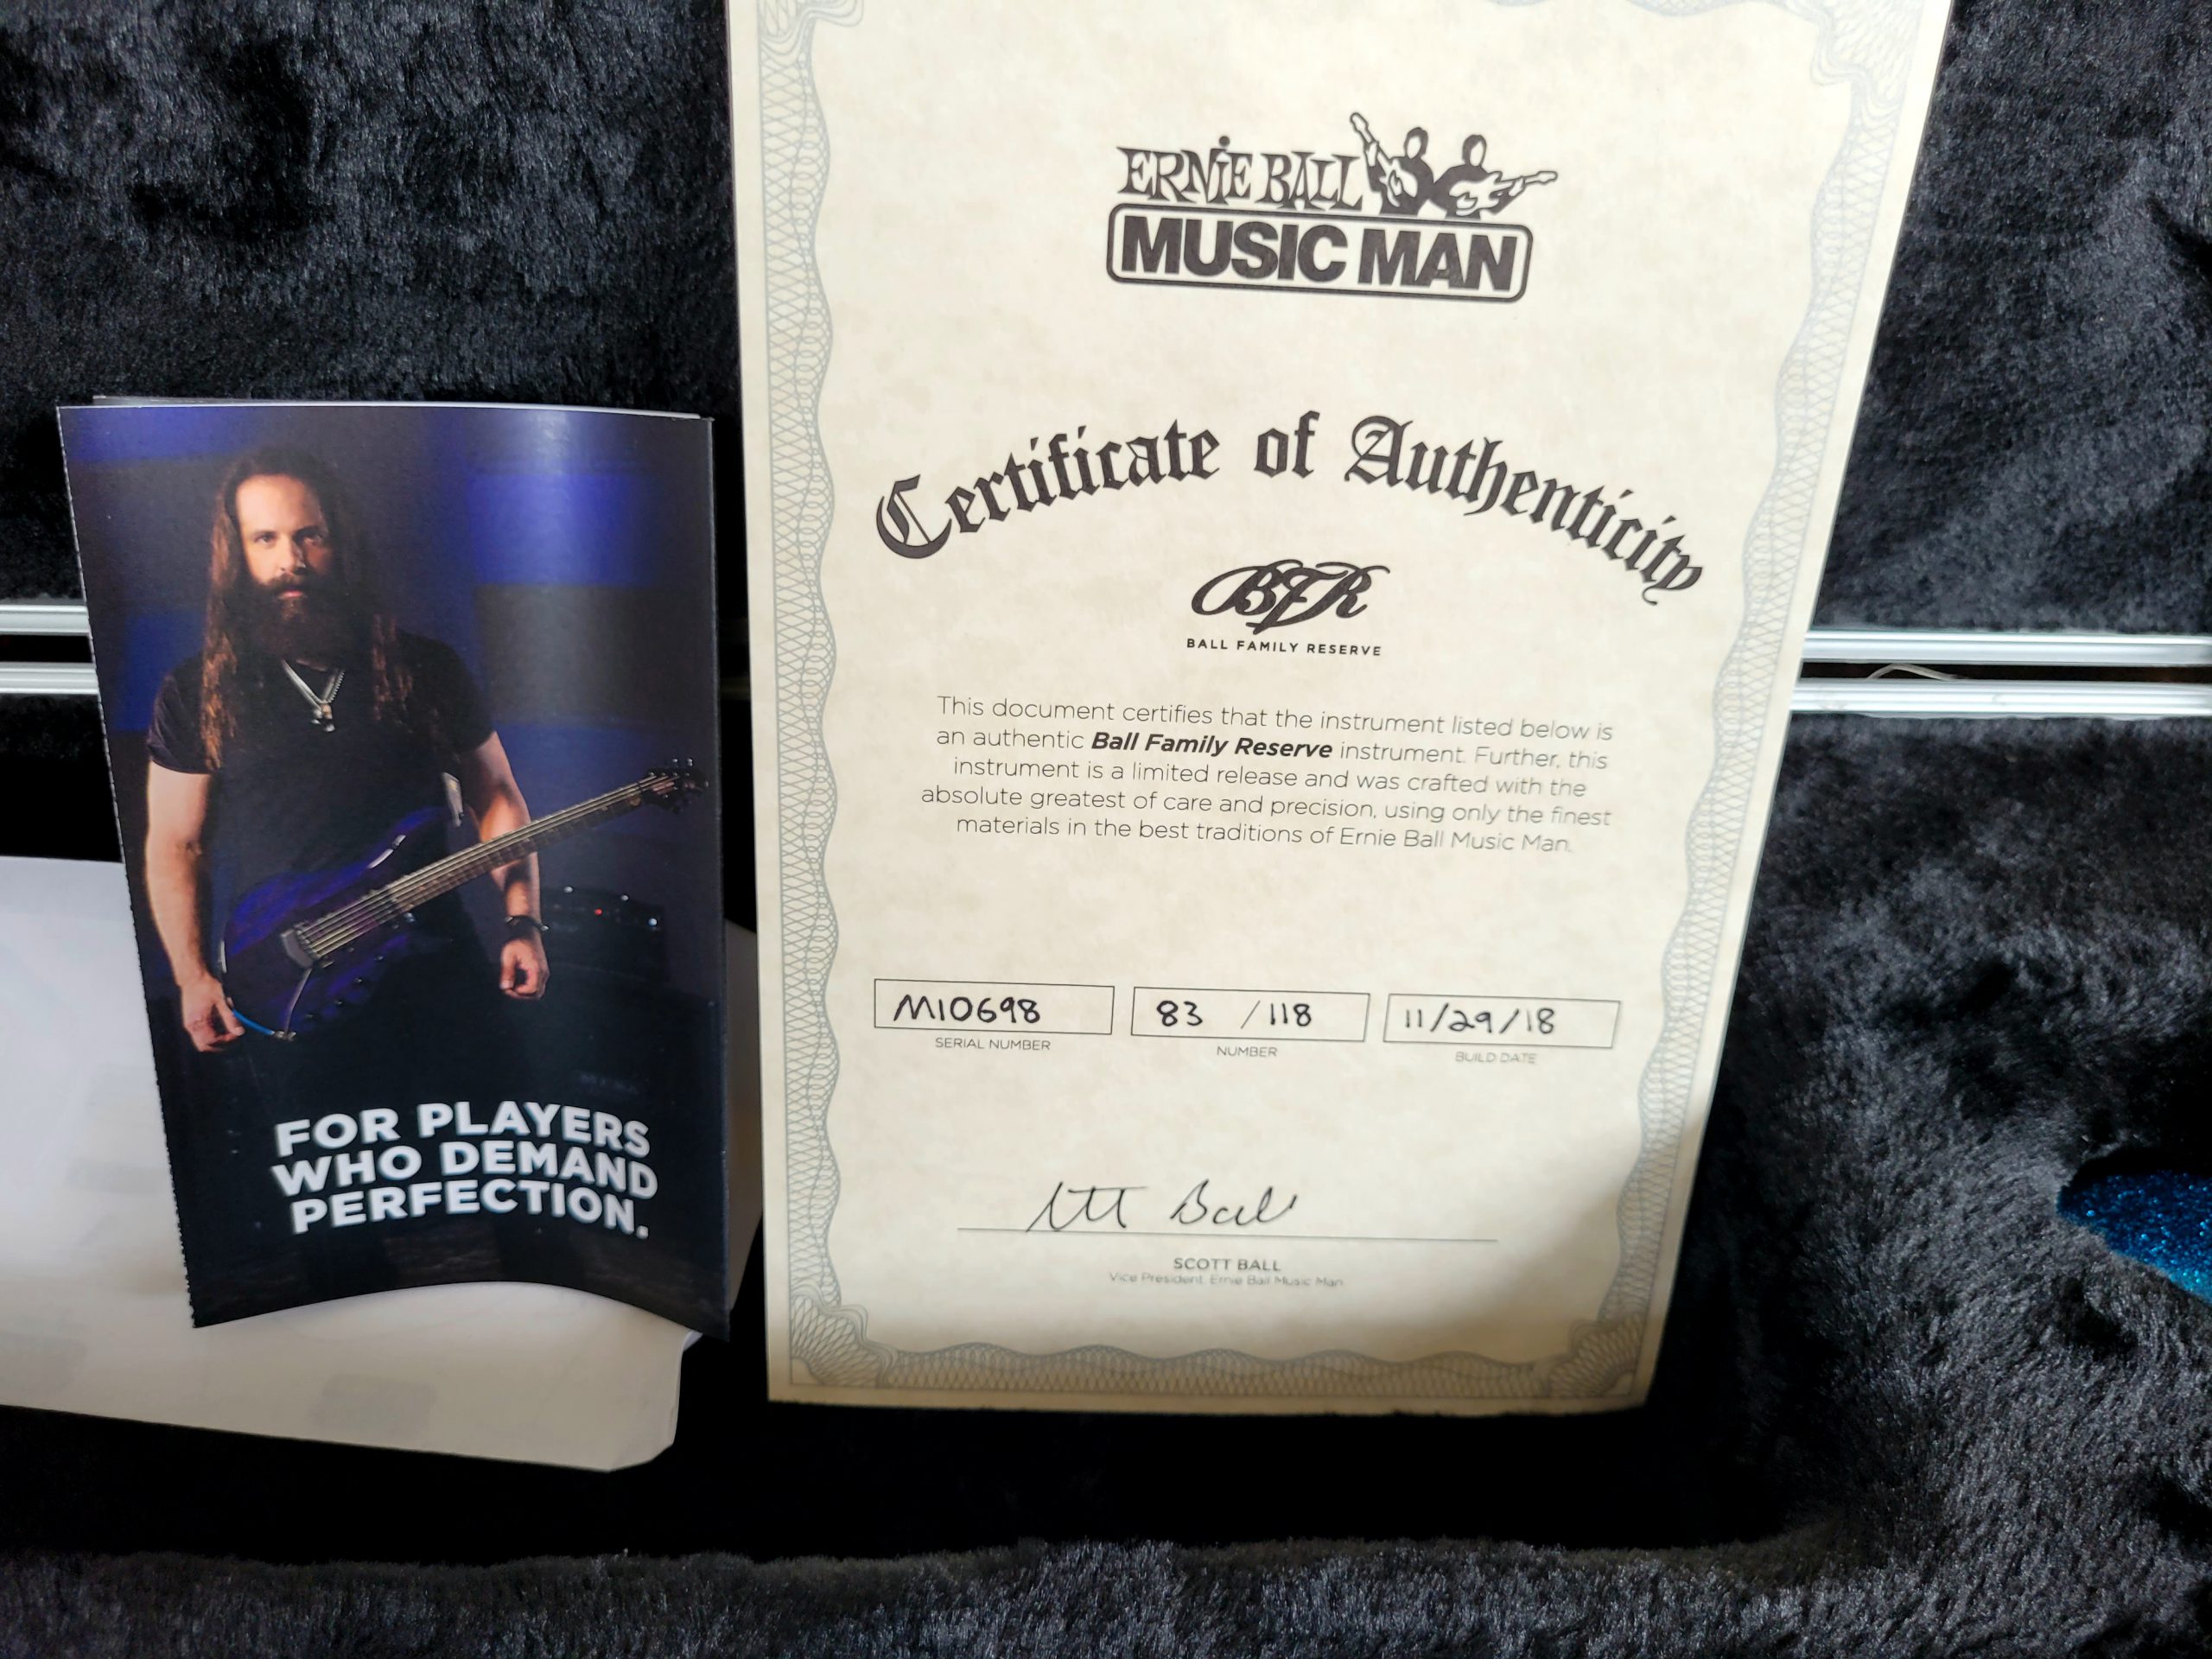 FOR PLAYERS
WHO DEMAND
PERFECTION.
ERNIE BALL
MUSIC MAN
Certificate of Authenticity
BFR
BALL FAMILY RESERVE
This document certifies that the instrument listed below is
an authentic Ball Family Reserve instrument. Further, this
instrument is a limited release and was crafted with the
absolute greatest of care and precision, using only the finest
materials in the best traditions of Ernie Ball Music Man.
M10698 83 /118 11/29/18
SERIAL NUMBER NUMBER BUILD DATE
SCOTT BALL
Vice President, Ernie Ball Music Man